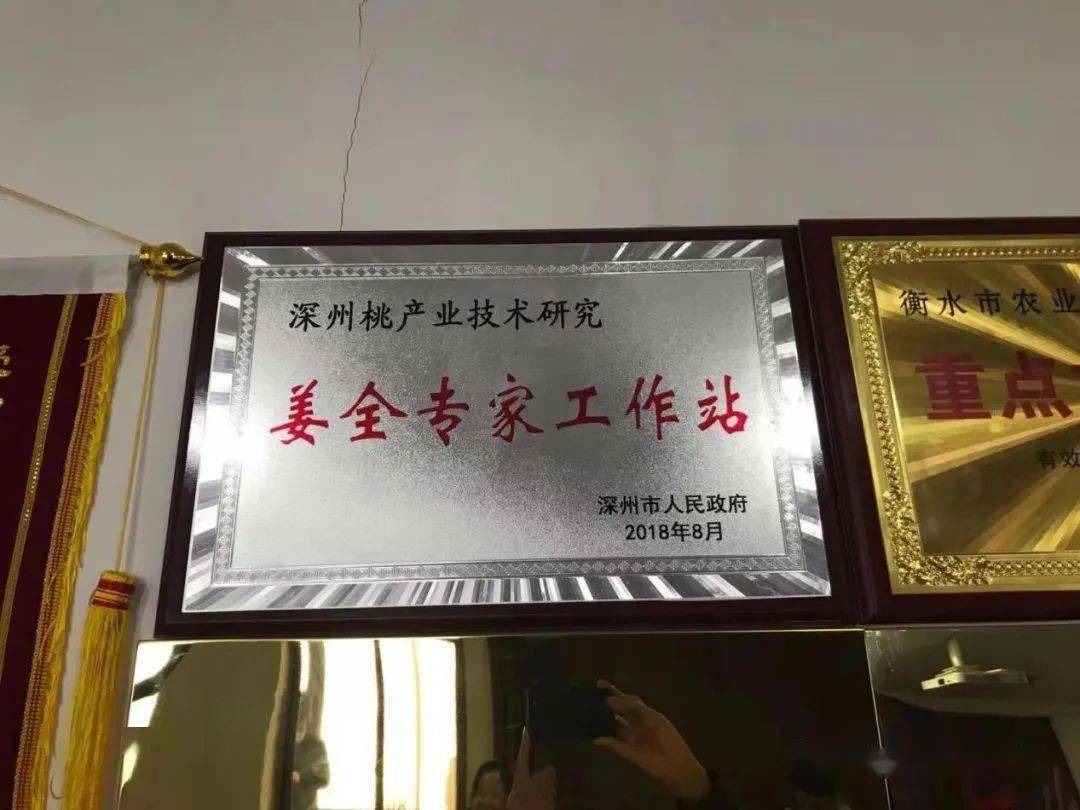 深州桃产业技术研究
姜全专家工作站
深州市人民政府
2018年8月
衡水市农业
重点
有效